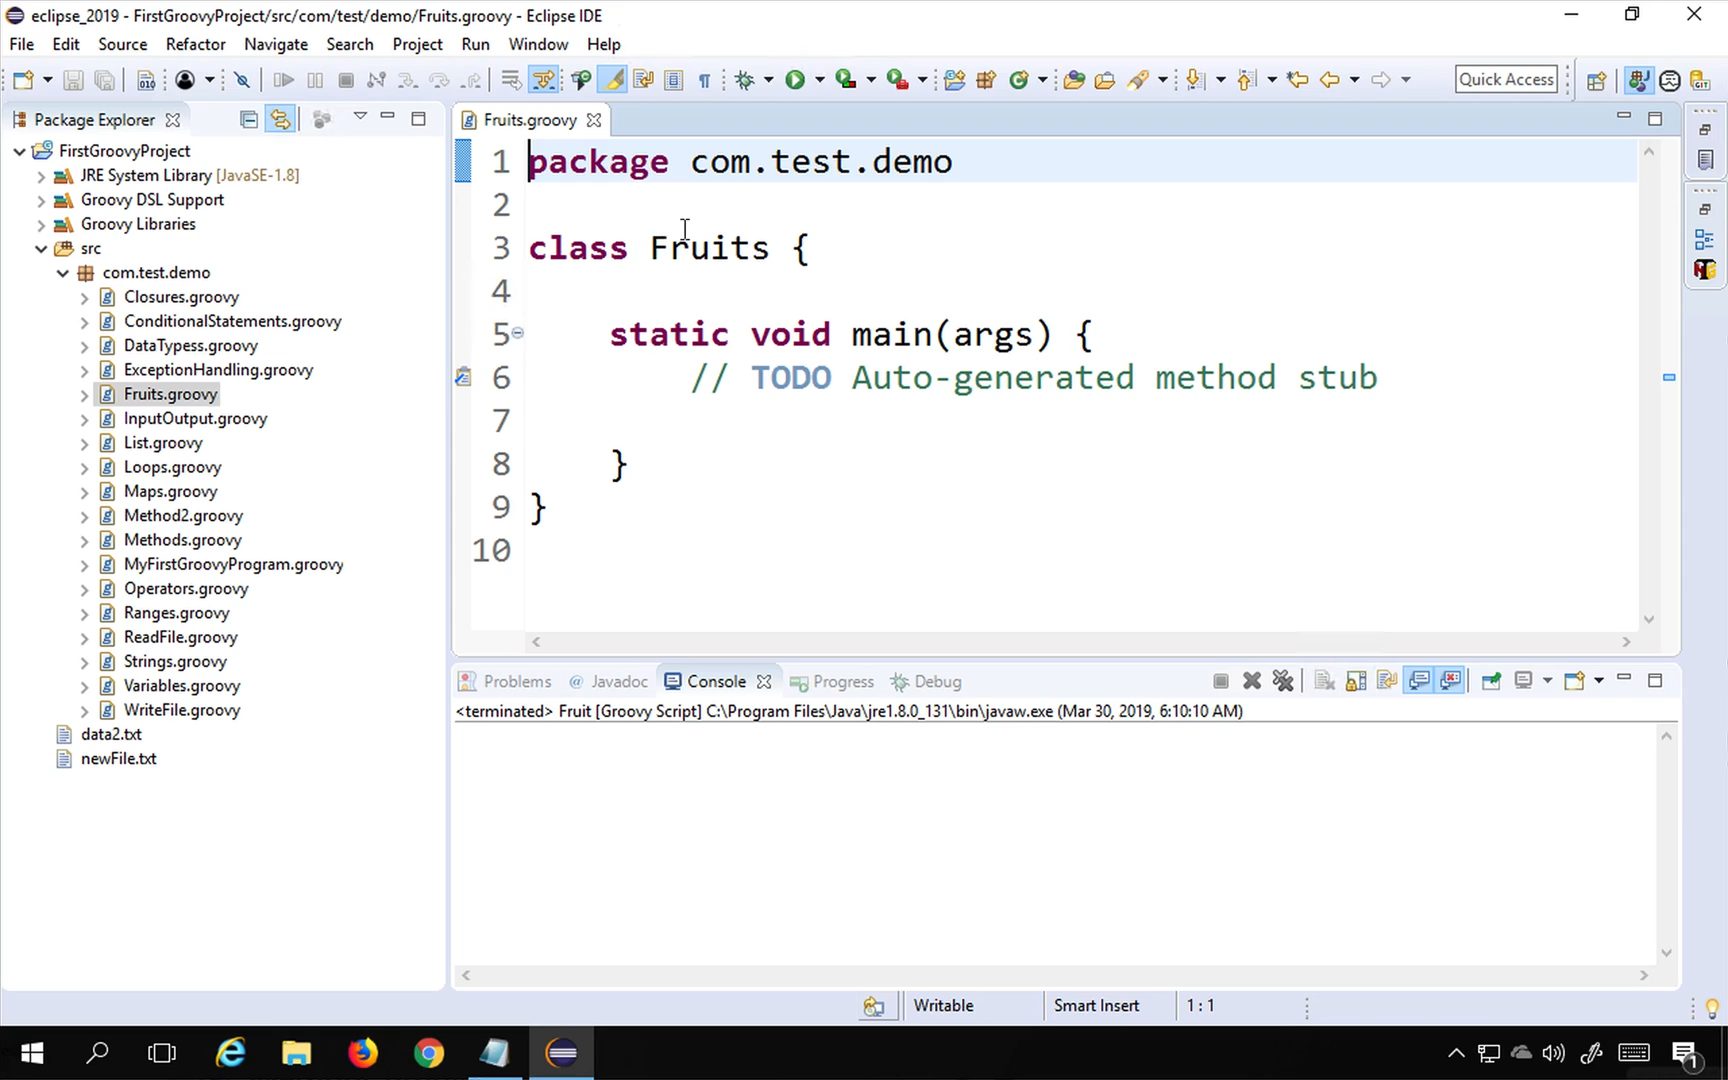 eclipse_2019 - FirstGroovyProject/src/com/test/demo/Fruits.groovy - Eclipse IDE
File Edit Source Refactor Navigate Search Project Run Window Help
Quick Access
Package Explorer
FirstGroovyProject
JRE System Library [JavaSE-1.8]
Groovy DSL Support
Groovy Libraries
src
com.test.demo
Closures.groovy
ConditionalStatements.groovy
DataTypess.groovy
ExceptionHandling.groovy
Fruits.groovy
InputOutput.groovy
List.groovy
Loops.groovy
Maps.groovy
Method2.groovy
Methods.groovy
MyFirstGroovyProgram.groovy
Operators.groovy
Ranges.groovy
ReadFile.groovy
Strings.groovy
Variables.groovy
WriteFile.groovy
data2.txt
newFile.txt
Fruits.groovy
1 package com.test.demo
2
3 class Fruits {
4
5 static void main(args) {
6 // TODO Auto-generated method stub
7
8 }
9 }
10
Problems @ Javadoc Console Progress Debug
<terminated> Fruit [Groovy Script] C:\Program Files\Java\jre1.8.0_131\bin\javaw.exe (Mar 30, 2019, 6:10:10 AM)
Writable Smart Insert 1 : 1
1